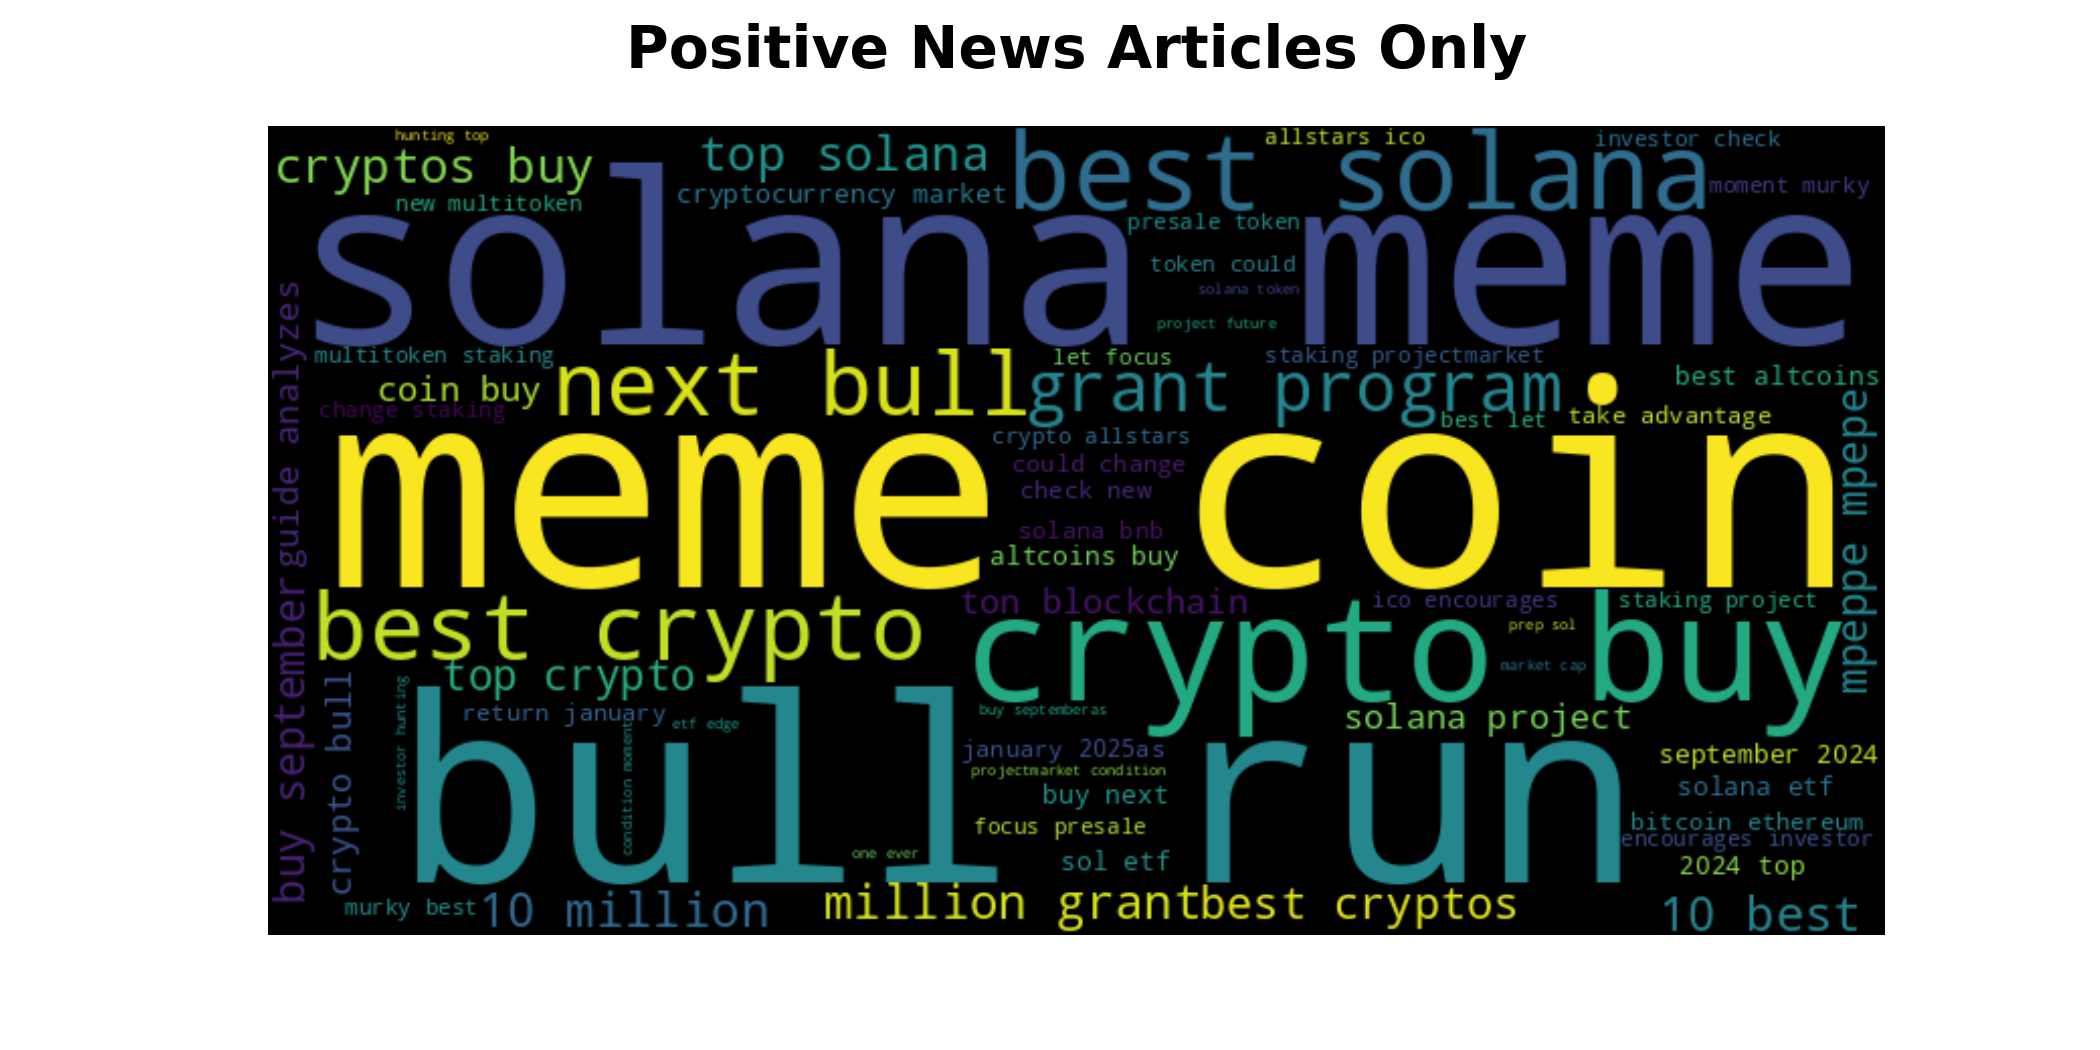 Positive News Articles Only
hunting top
cryptos buy
new multitoken
top solana
cryptocurrency market
best solana
allstars ico
investor check
moment murky
presale token
solana meme
token could
solana token
project future
multitoken staking
coin buy
change staking
next bull
let focus
grant program
staking projectmarket
best altcoins
best let
take advantage
crypto allstars
could change
check new
meme coin
solana bnb
altcoins buy
guide analyzes
buy september
mpeppe mpepe
best crypto
ton blockchain
ico encourages
staking project
crypto buy
prep sol
market cap
top crypto
return january
etf edge
buy septemberas
solana project
crypto bull
investor hunting
condition moment
bull run
january 2025as
projectmarket condition
buy next
focus presale
one ever
sol etf
september 2024
solana etf
bitcoin ethereum
encourages investor
2024 top
murky best
10 million
million grant
best cryptos
10 best